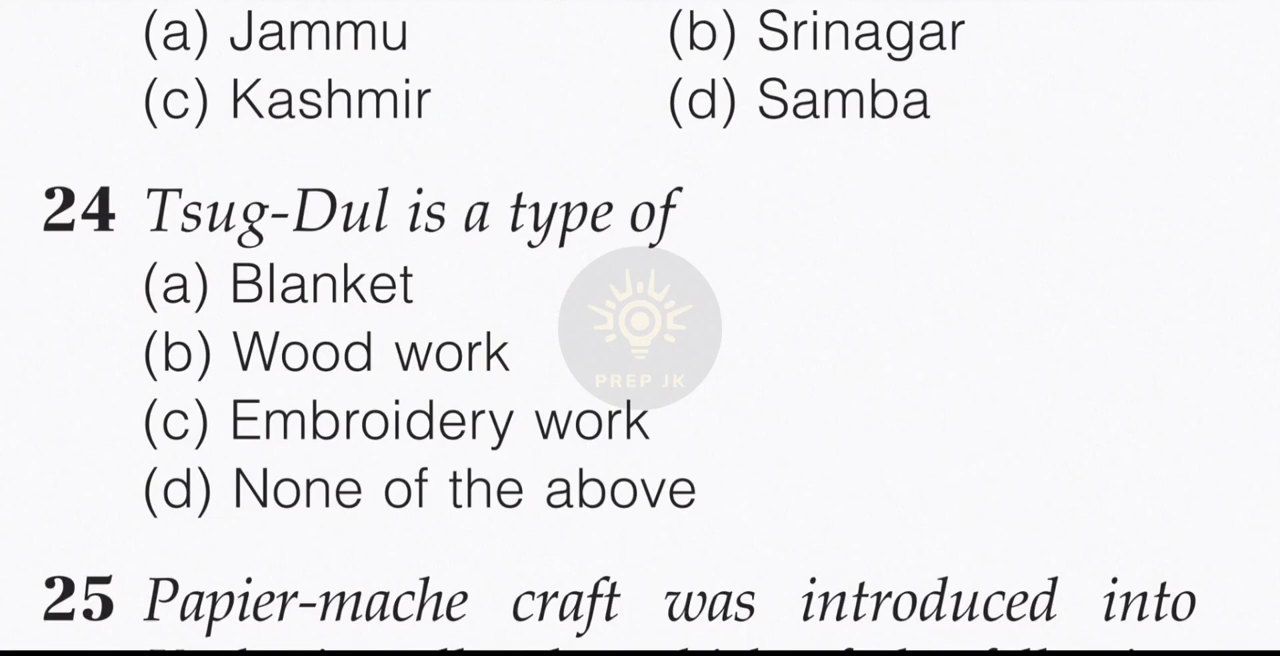 (a) Jammu (b) Srinagar
(c) Kashmir (d) Samba
24 Tsug-Dul is a type of
(a) Blanket
(b) Wood work
(c) Embroidery work
(d) None of the above
PREP JK
25 Papier-mache craft was introduced into